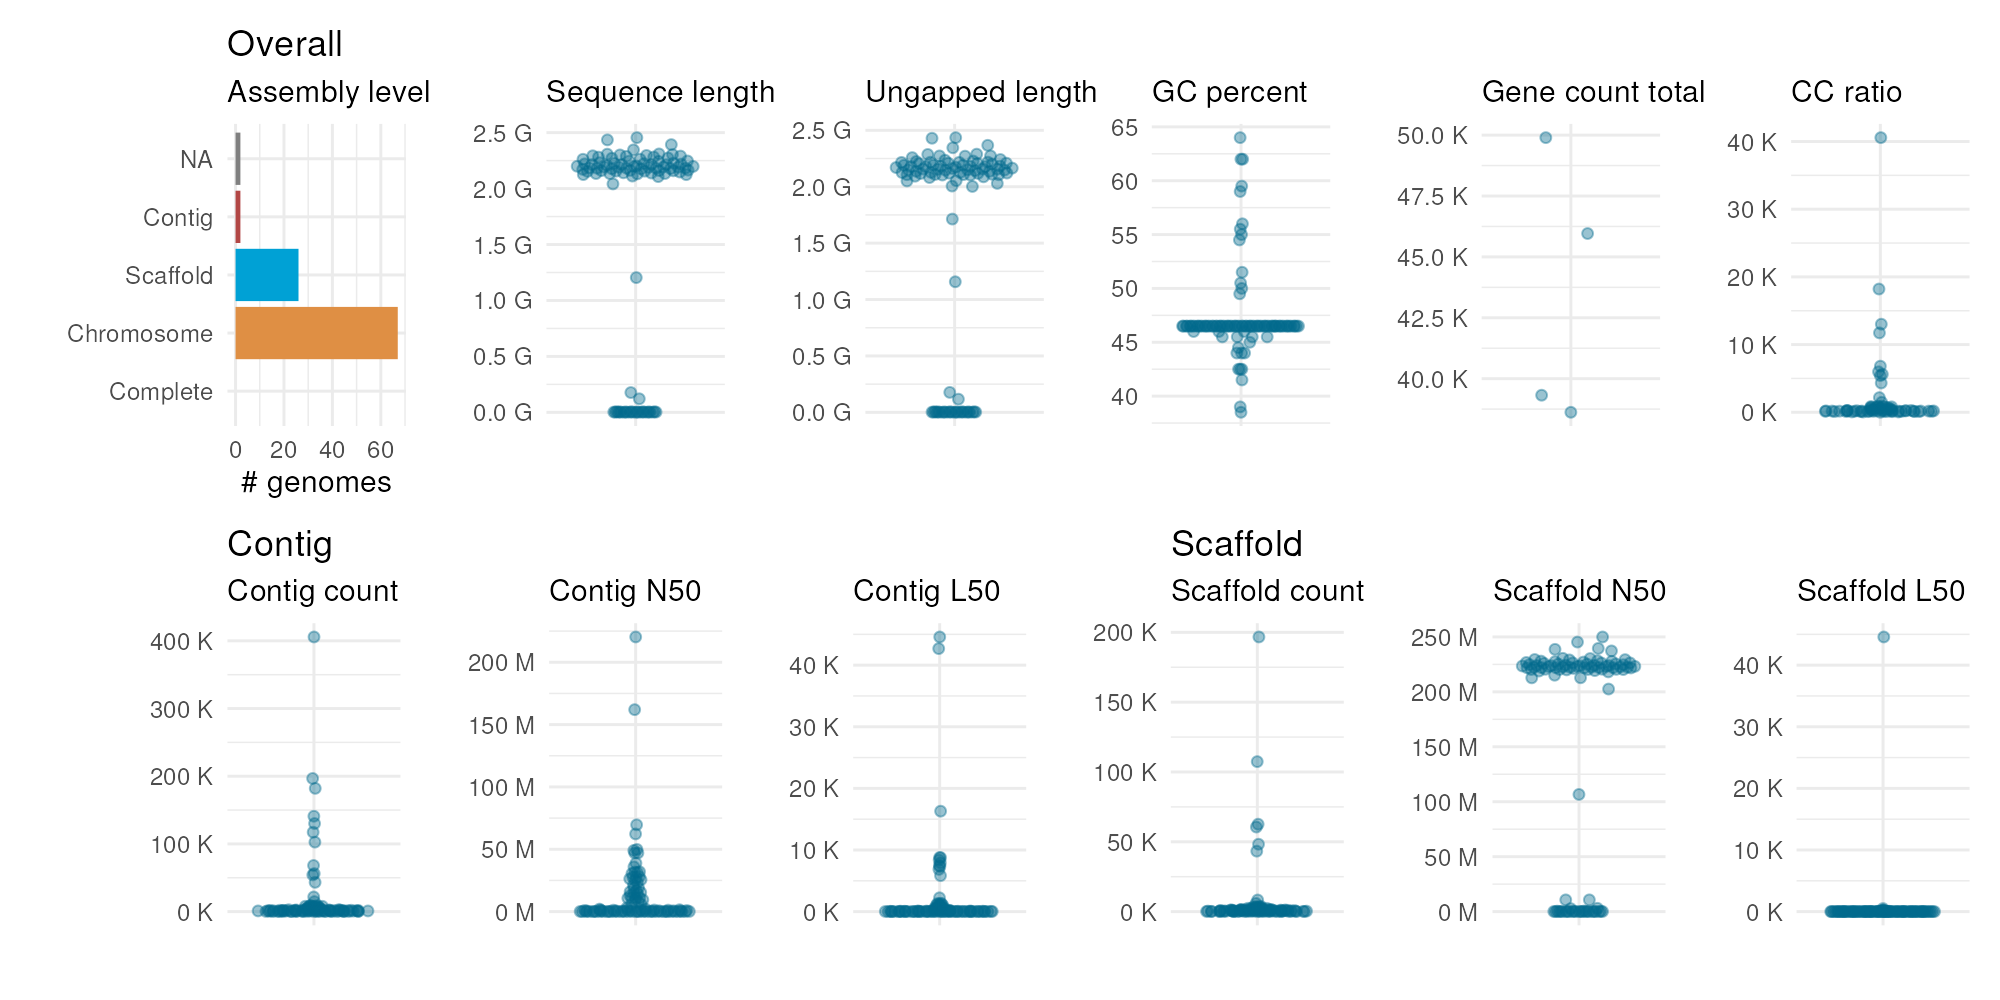 Overall
Assembly level
NA
Contig
Scaffold
Chromosome
Complete
0 20 40 60
# genomes
Sequence length
2.5 G
2.0 G
1.5 G
1.0 G
0.5 G
0.0 G
Ungapped length
2.5 G
2.0 G
1.5 G
1.0 G
0.5 G
0.0 G
GC percent
65
60
55
50
45
40
Gene count total
50.0 K
47.5 K
45.0 K
42.5 K
40.0 K
CC ratio
40 K
30 K
20 K
10 K
0 K
Contig
Contig count
400 K
300 K
200 K
100 K
0 K
Contig N50
200 M
150 M
100 M
50 M
0 M
Contig L50
40 K
30 K
20 K
10 K
0 K
Scaffold
Scaffold count
200 K
150 K
100 K
50 K
0 K
Scaffold N50
250 M
200 M
150 M
100 M
50 M
0 M
Scaffold L50
40 K
30 K
20 K
10 K
0 K